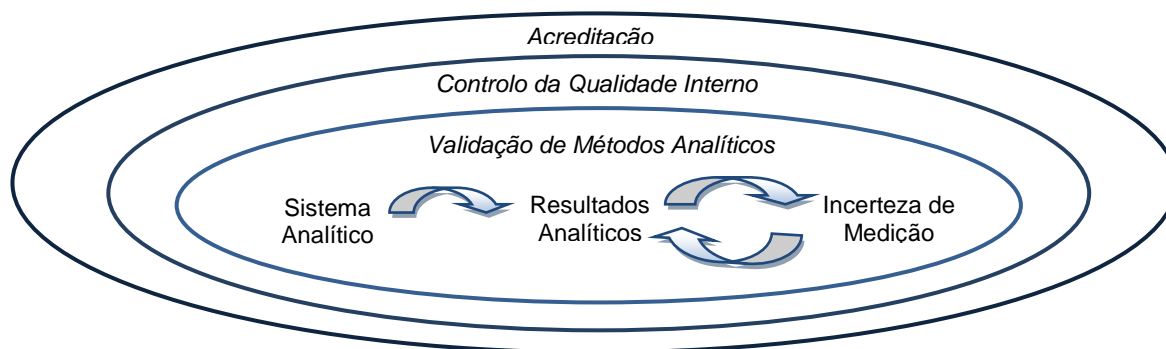 Acreditação
Controlo da Qualidade Interno
Validação de Métodos Analíticos
Sistema
Analítico
Resultados
Analíticos
Incerteza de
Medição